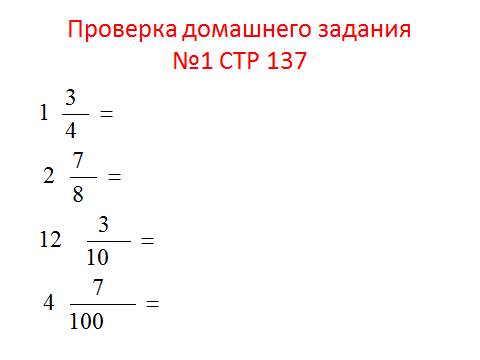 Проверка домашнего задания
№1 СТР 137
1 3/4 =
2 7/8 =
12 3/10 =
4 7/100 =